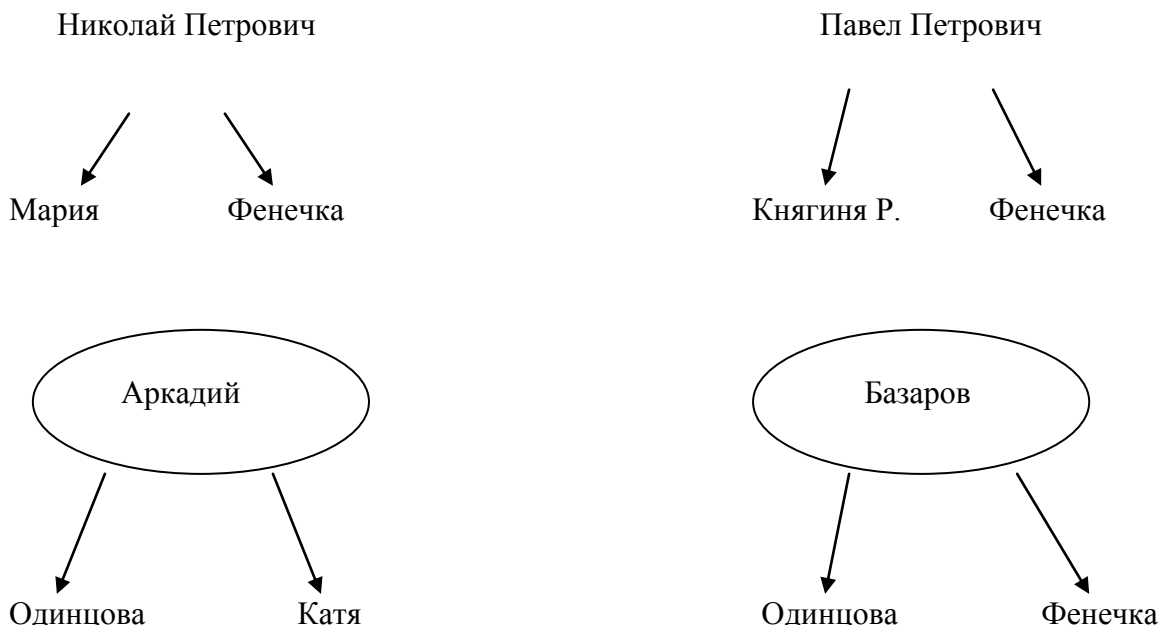 Николай Петрович Павел Петрович
Мария Фенечка Княгиня Р. Фенечка
Аркадий Базаров
Одинцова Катя Одинцова Фенечка